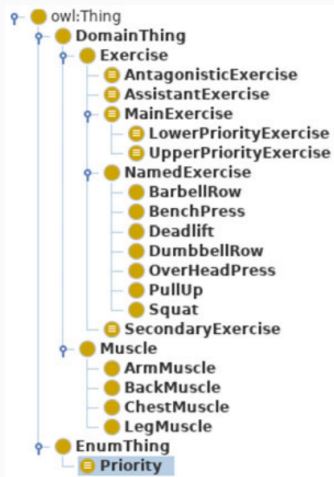 owl:Thing
DomainThing
Exercise
AntagonisticExercise
AssistantExercise
MainExercise
LowerPriorityExercise
UpperPriorityExercise
NamedExercise
BarbellRow
BenchPress
Deadlift
DumbbellRow
OverHeadPress
PullUp
Squat
SecondaryExercise
Muscle
ArmMuscle
BackMuscle
ChestMuscle
LegMuscle
EnumThing
Priority